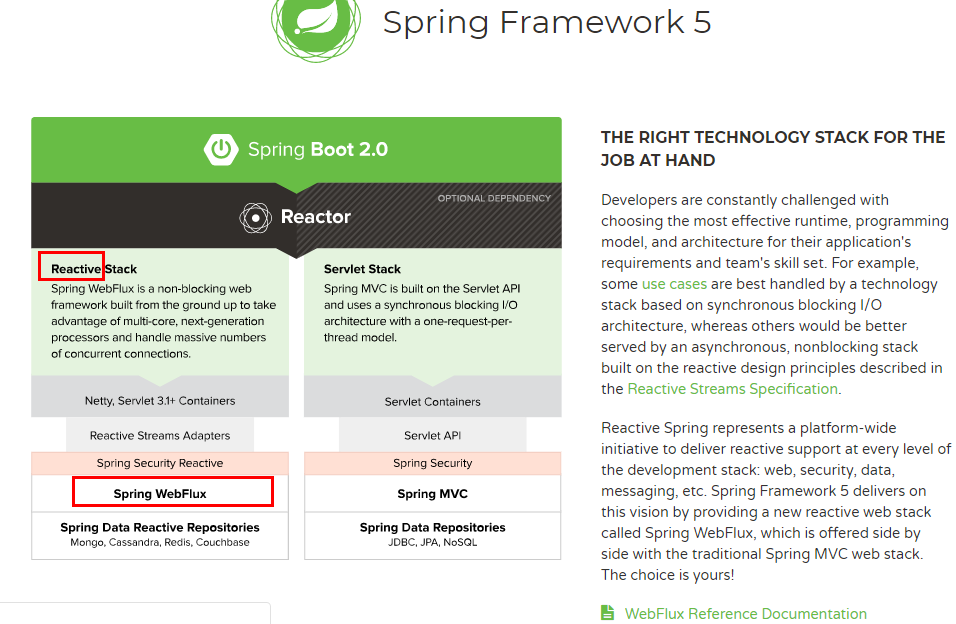 Spring Framework 5
Spring Boot 2.0
OPTIONAL DEPENDENCY
Reactor
Reactive Stack
Spring WebFlux is a non-blocking web
framework built from the ground up to take
advantage of multi-core, next-generation
processors and handle massive numbers
of concurrent connections.
Netty, Servlet 3.1+ Containers
Reactive Streams Adapters
Spring Security Reactive
Spring WebFlux
Spring Data Reactive Repositories
Mongo, Cassandra, Redis, Couchbase
Servlet Stack
Spring MVC is built on the Servlet API
and uses a synchronous blocking I/O
architecture with a one-request-per-
thread model.
Servlet Containers
Servlet API
Spring Security
Spring MVC
Spring Data Repositories
JDBC, JPA, NoSQL
THE RIGHT TECHNOLOGY STACK FOR THE
JOB AT HAND
Developers are constantly challenged with
choosing the most effective runtime, programming
model, and architecture for their application's
requirements and team's skill set. For example,
some use cases are best handled by a technology
stack based on synchronous blocking I/O
architecture, whereas others would be better
served by an asynchronous, nonblocking stack
built on the reactive design principles described in
the Reactive Streams Specification.
Reactive Spring represents a platform-wide
initiative to deliver reactive support at every level of
the development stack: web, security, data,
messaging, etc. Spring Framework 5 delivers on
this vision by providing a new reactive web stack
called Spring WebFlux, which is offered side by
side with the traditional Spring MVC web stack.
The choice is yours!
WebFlux Reference Documentation